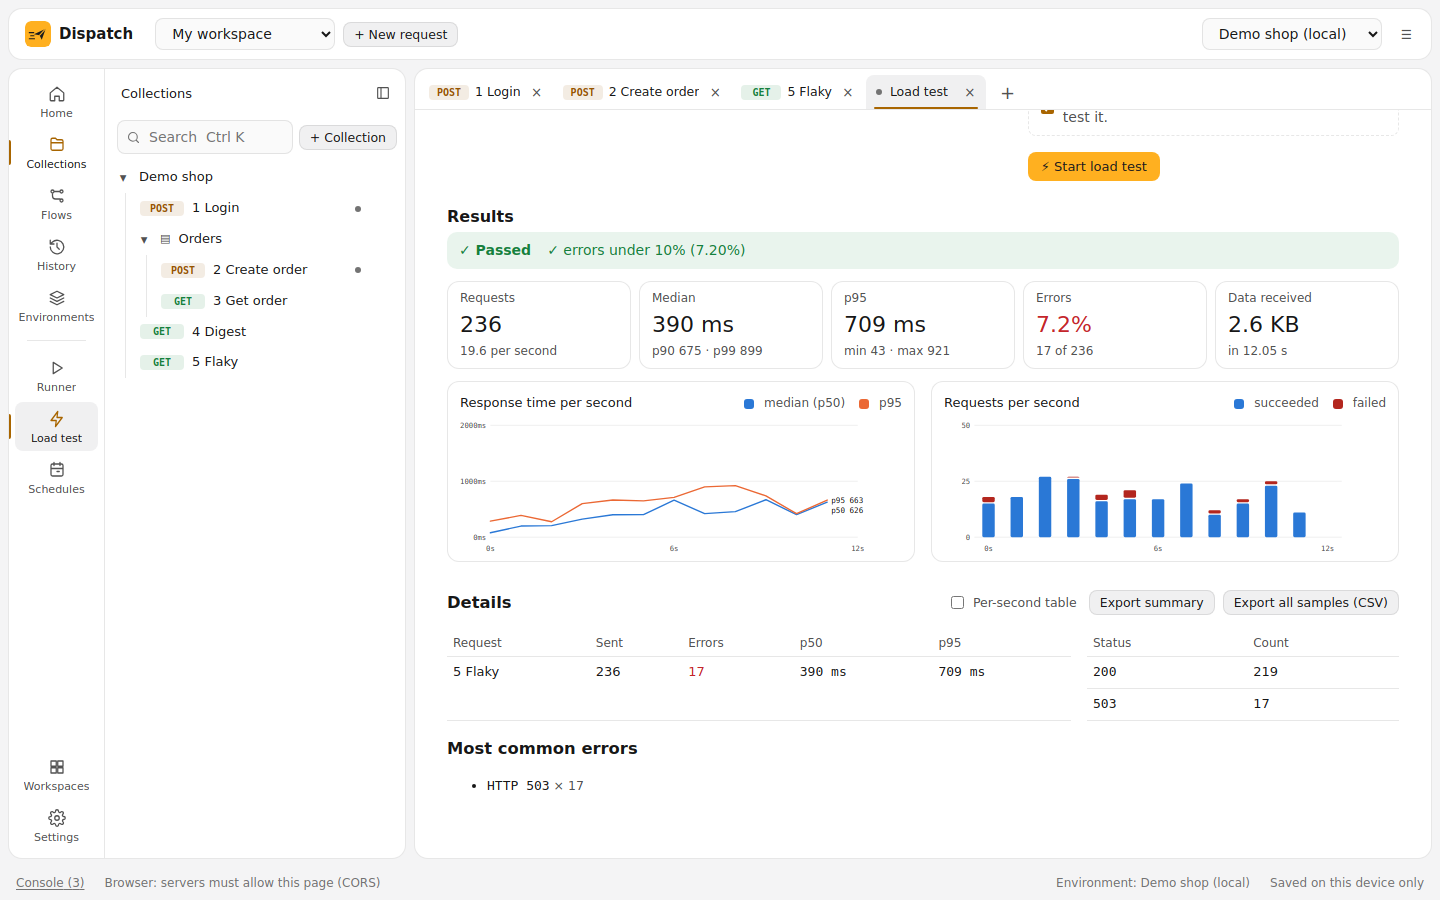 Dispatch
My workspace
+ New request
Demo shop (local)
Home
Collections
Flows
History
Environments
Runner
Load test
Schedules
Workspaces
Settings
Collections
Search Ctrl K
+ Collection
Demo shop
POST 1 Login
Orders
POST 2 Create order
GET 3 Get order
GET 4 Digest
GET 5 Flaky
POST 1 Login ×
POST 2 Create order ×
GET 5 Flaky ×
Load test ×
+
test it.
⚡ Start load test
Results
✓ Passed ✓ errors under 10% (7.20%)
Requests
236
19.6 per second
Median
390 ms
p90 675 · p99 899
p95
709 ms
min 43 · max 921
Errors
7.2%
17 of 236
Data received
2.6 KB
in 12.05 s
Response time per second
median (p50) p95
2000ms
1000ms
0ms
p95 663
p50 626
0s 6s 12s
Requests per second
succeeded failed
50
25
0
0s 6s 12s
Details
Per-second table
Export summary
Export all samples (CSV)
Request Sent Errors p50 p95
5 Flaky 236 17 390 ms 709 ms
Status Count
200 219
503 17
Most common errors
• HTTP 503 × 17
Console (3)
Browser: servers must allow this page (CORS)
Environment: Demo shop (local)
Saved on this device only